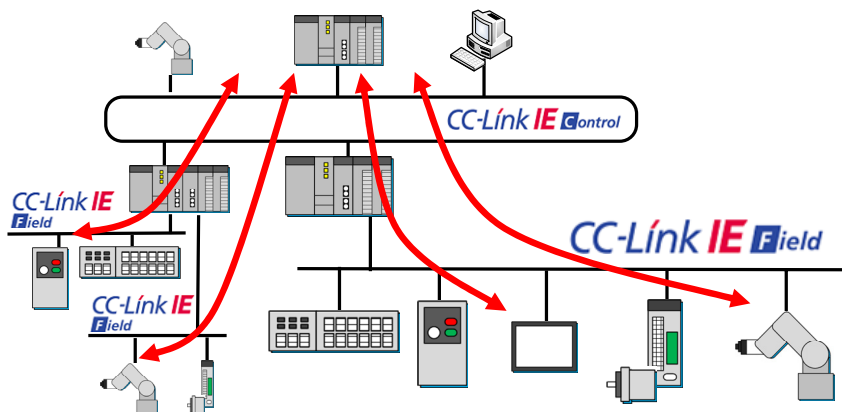 CC-Link IE Control
CC-Link IE
Field
CC-Link IE Field
CC-Link IE
Field